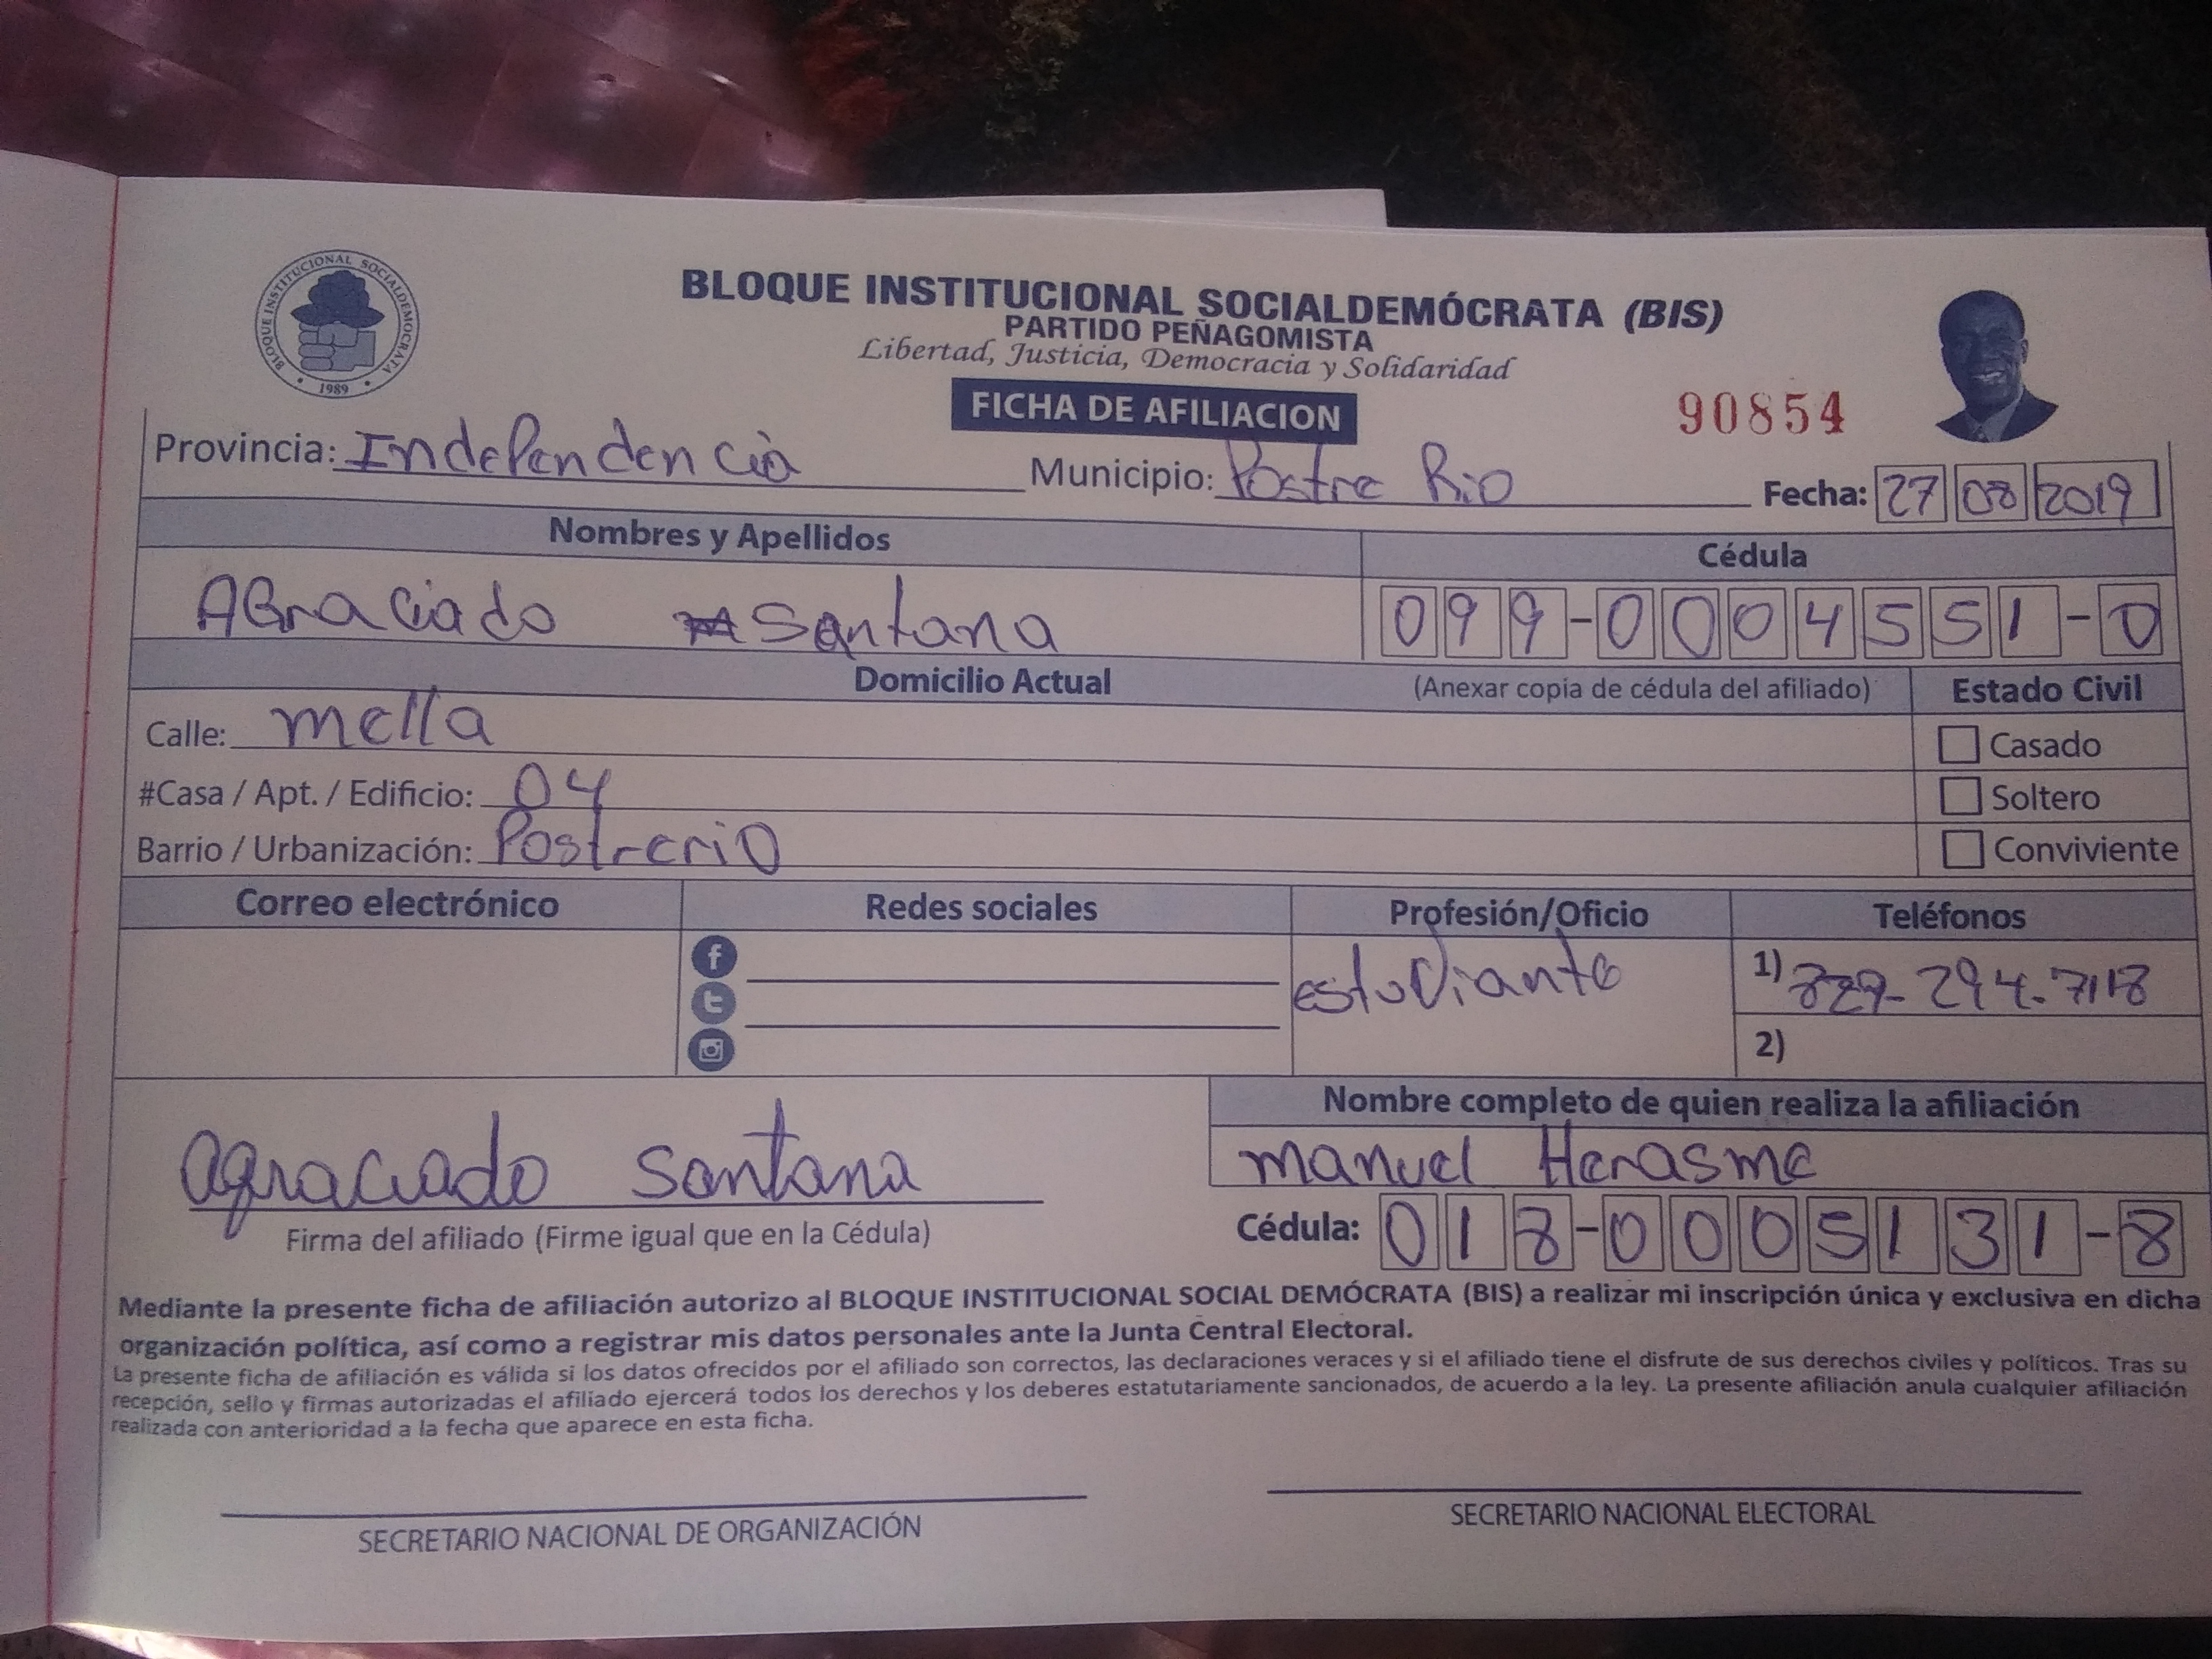 BLOQUE INSTITUCIONAL SOCIALDEMÓCRATA
1989
BLOQUE INSTITUCIONAL SOCIALDEMÓCRATA (BIS)
PARTIDO PEÑAGOMISTA
Libertad, Justicia, Democracia y Solidaridad
FICHA DE AFILIACION
90854
Provincia: Independencia Municipio: Postre Rio Fecha: 27 08 2019
Nombres y Apellidos Cédula
AGraciado Santana 099-0004551-0
Domicilio Actual (Anexar copia de cédula del afiliado) Estado Civil
Calle: mella Casado
#Casa / Apt. / Edificio: 04 Soltero
Barrio / Urbanización: Postrerio Conviviente
Correo electrónico Redes sociales Profesión/Oficio Teléfonos
estudiante 1) 829-294-7118
2)
Nombre completo de quien realiza la afiliación
agraciado santana manuel Herasme
Firma del afiliado (Firme igual que en la Cédula) Cédula: 018-0005131-8
Mediante la presente ficha de afiliación autorizo al BLOQUE INSTITUCIONAL SOCIAL DEMÓCRATA (BIS) a realizar mi inscripción única y exclusiva en dicha
organización política, así como a registrar mis datos personales ante la Junta Central Electoral.
La presente ficha de afiliación es válida si los datos ofrecidos por el afiliado son correctos, las declaraciones veraces y si el afiliado tiene el disfrute de sus derechos civiles y políticos. Tras su
recepción, sello y firmas autorizadas el afiliado ejercerá todos los derechos y los deberes estatutariamente sancionados, de acuerdo a la ley. La presente afiliación anula cualquier afiliación
realizada con anterioridad a la fecha que aparece en esta ficha.
SECRETARIO NACIONAL DE ORGANIZACIÓN SECRETARIO NACIONAL ELECTORAL